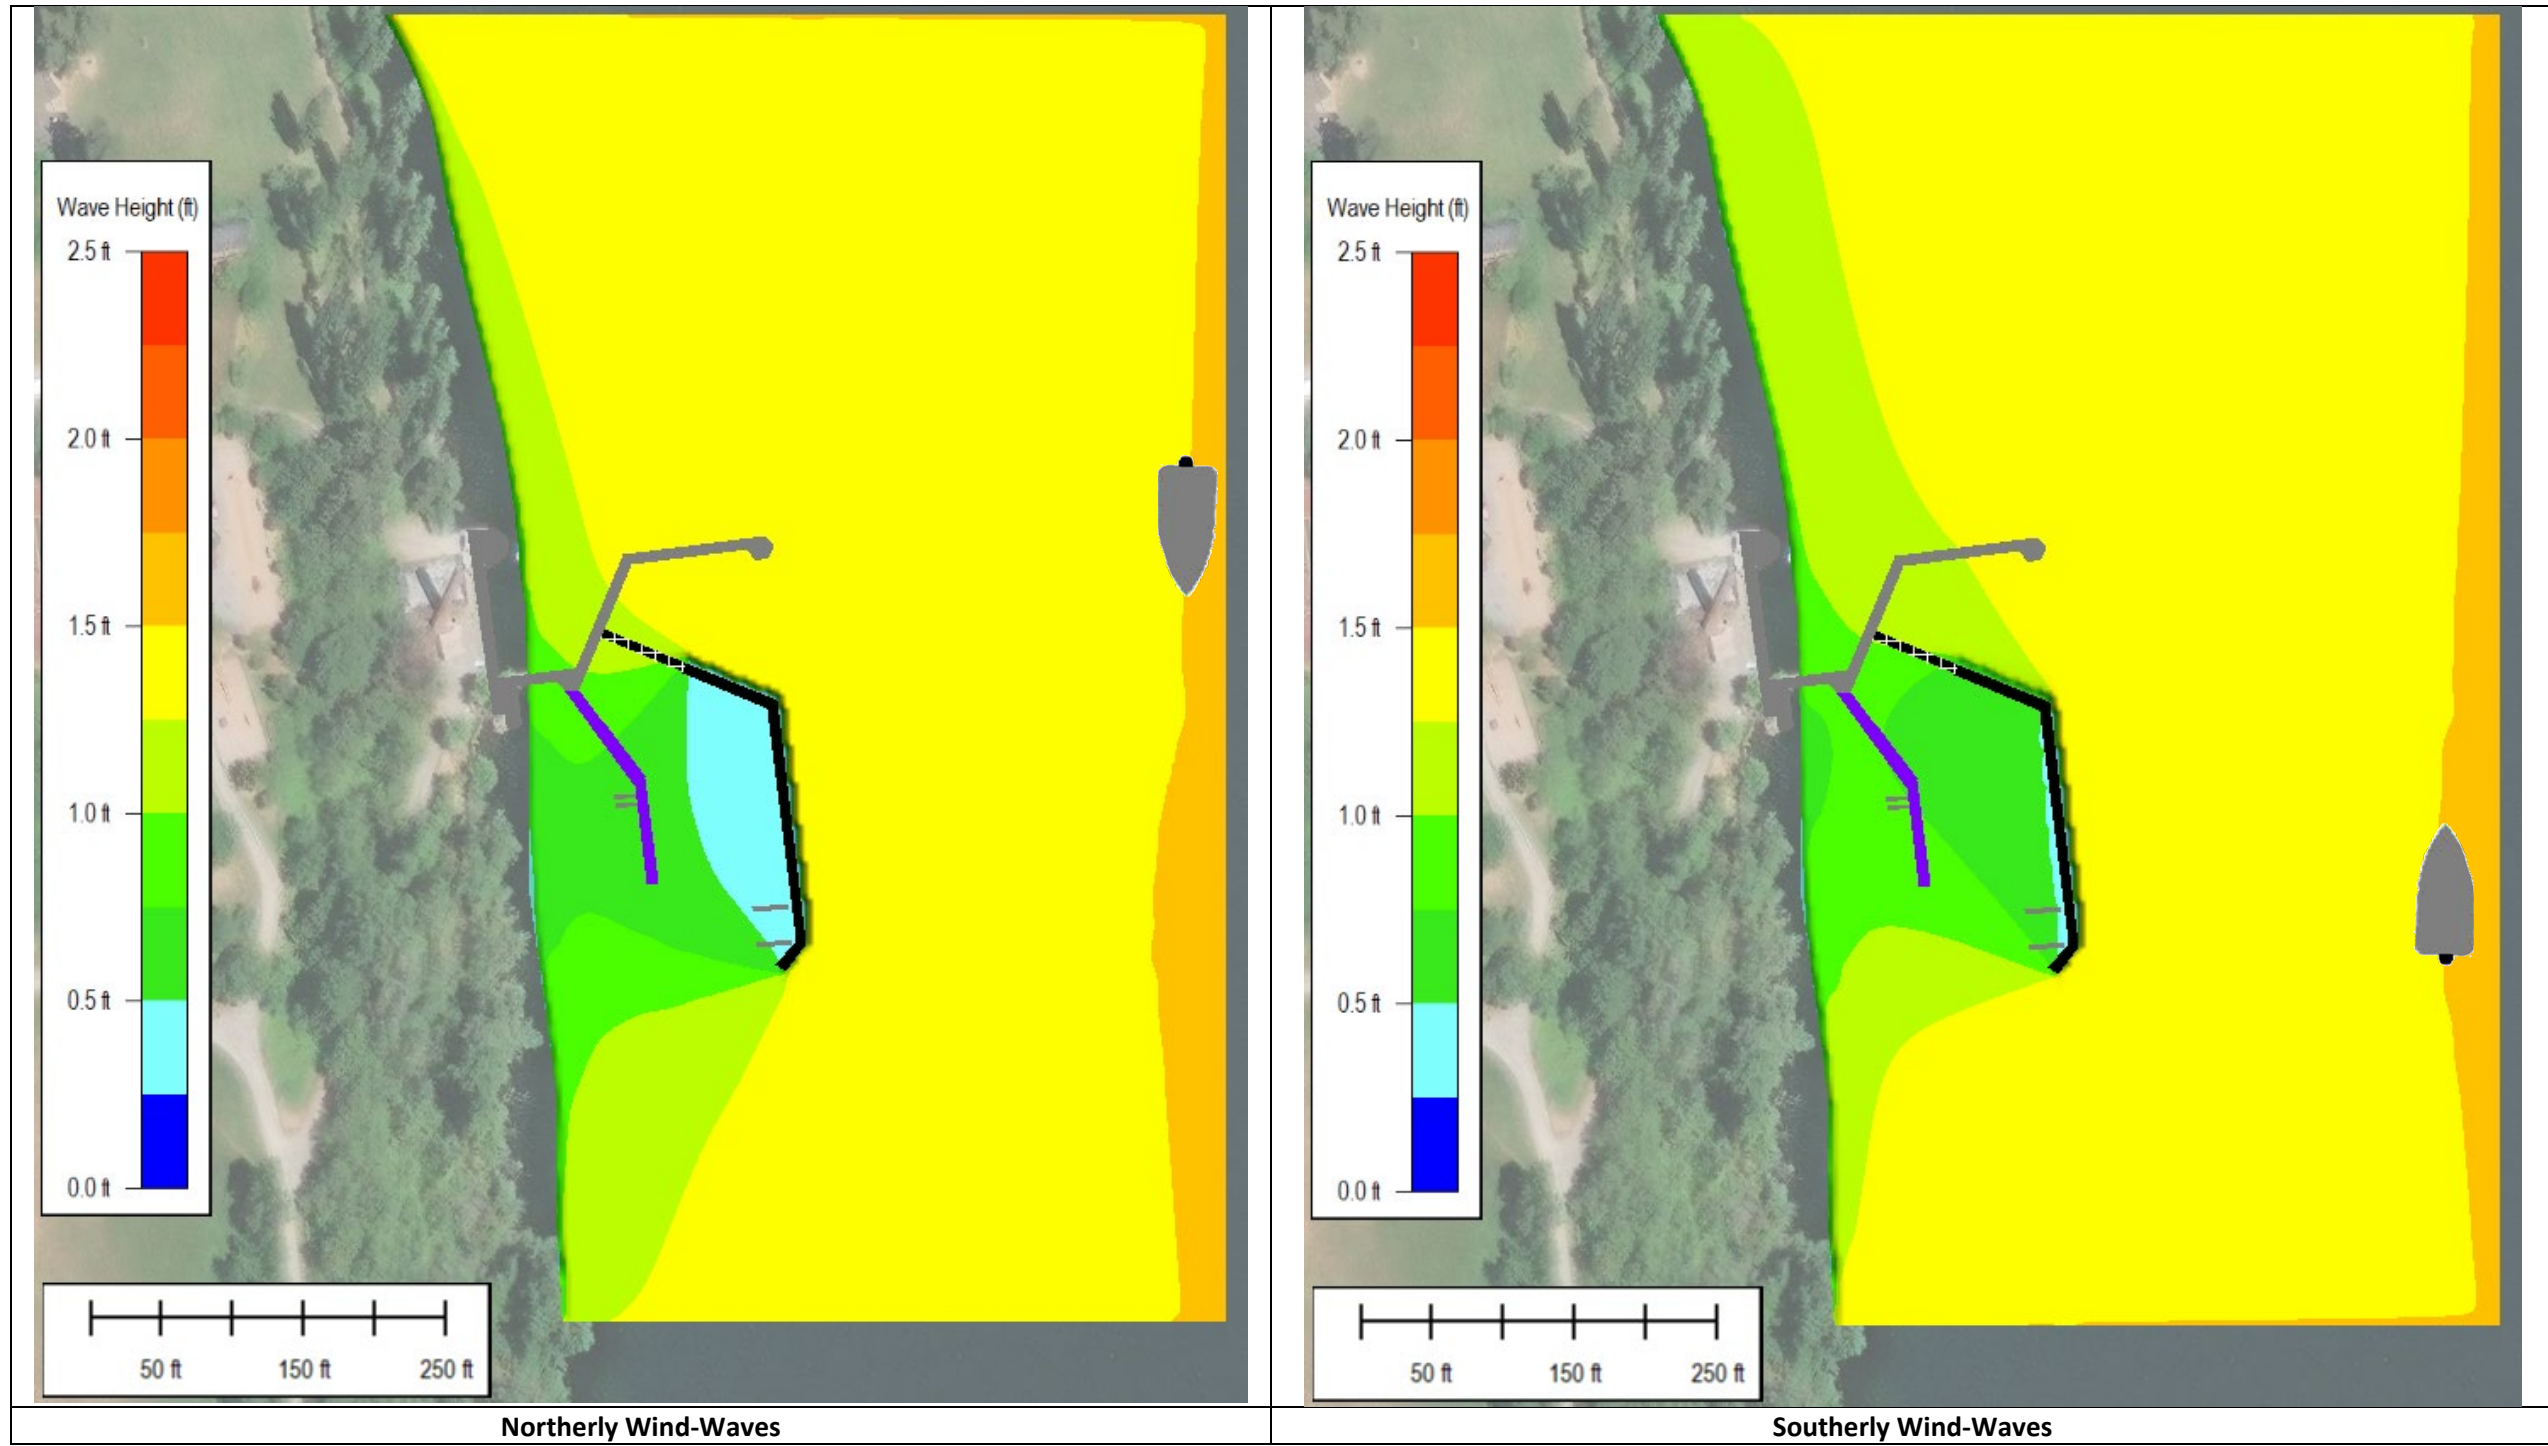 Wave Height (ft)
2.5 ft
2.0 ft
1.5 ft
1.0 ft
0.5 ft
0.0 ft
50 ft 150 ft 250 ft
Northerly Wind-Waves
Wave Height (ft)
2.5 ft
2.0 ft
1.5 ft
1.0 ft
0.5 ft
0.0 ft
50 ft 150 ft 250 ft
Southerly Wind-Waves